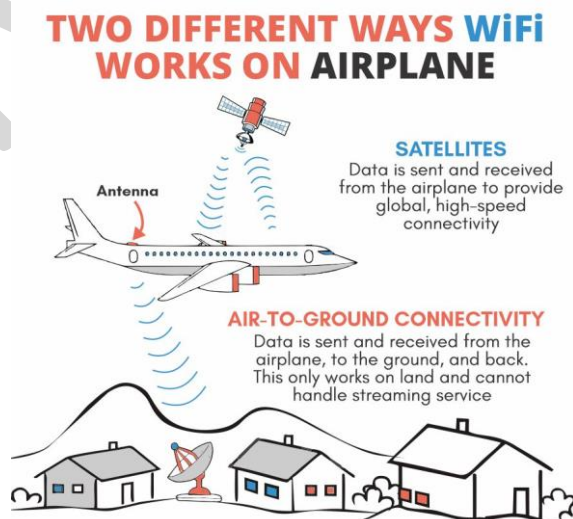 TWO DIFFERENT WAYS WiFi
WORKS ON AIRPLANE
SATELLITES
Data is sent and received
from the airplane to provide
global, high-speed
connectivity
Antenna
AIR-TO-GROUND CONNECTIVITY
Data is sent and received from the
airplane, to the ground, and back.
This only works on land and cannot
handle streaming service